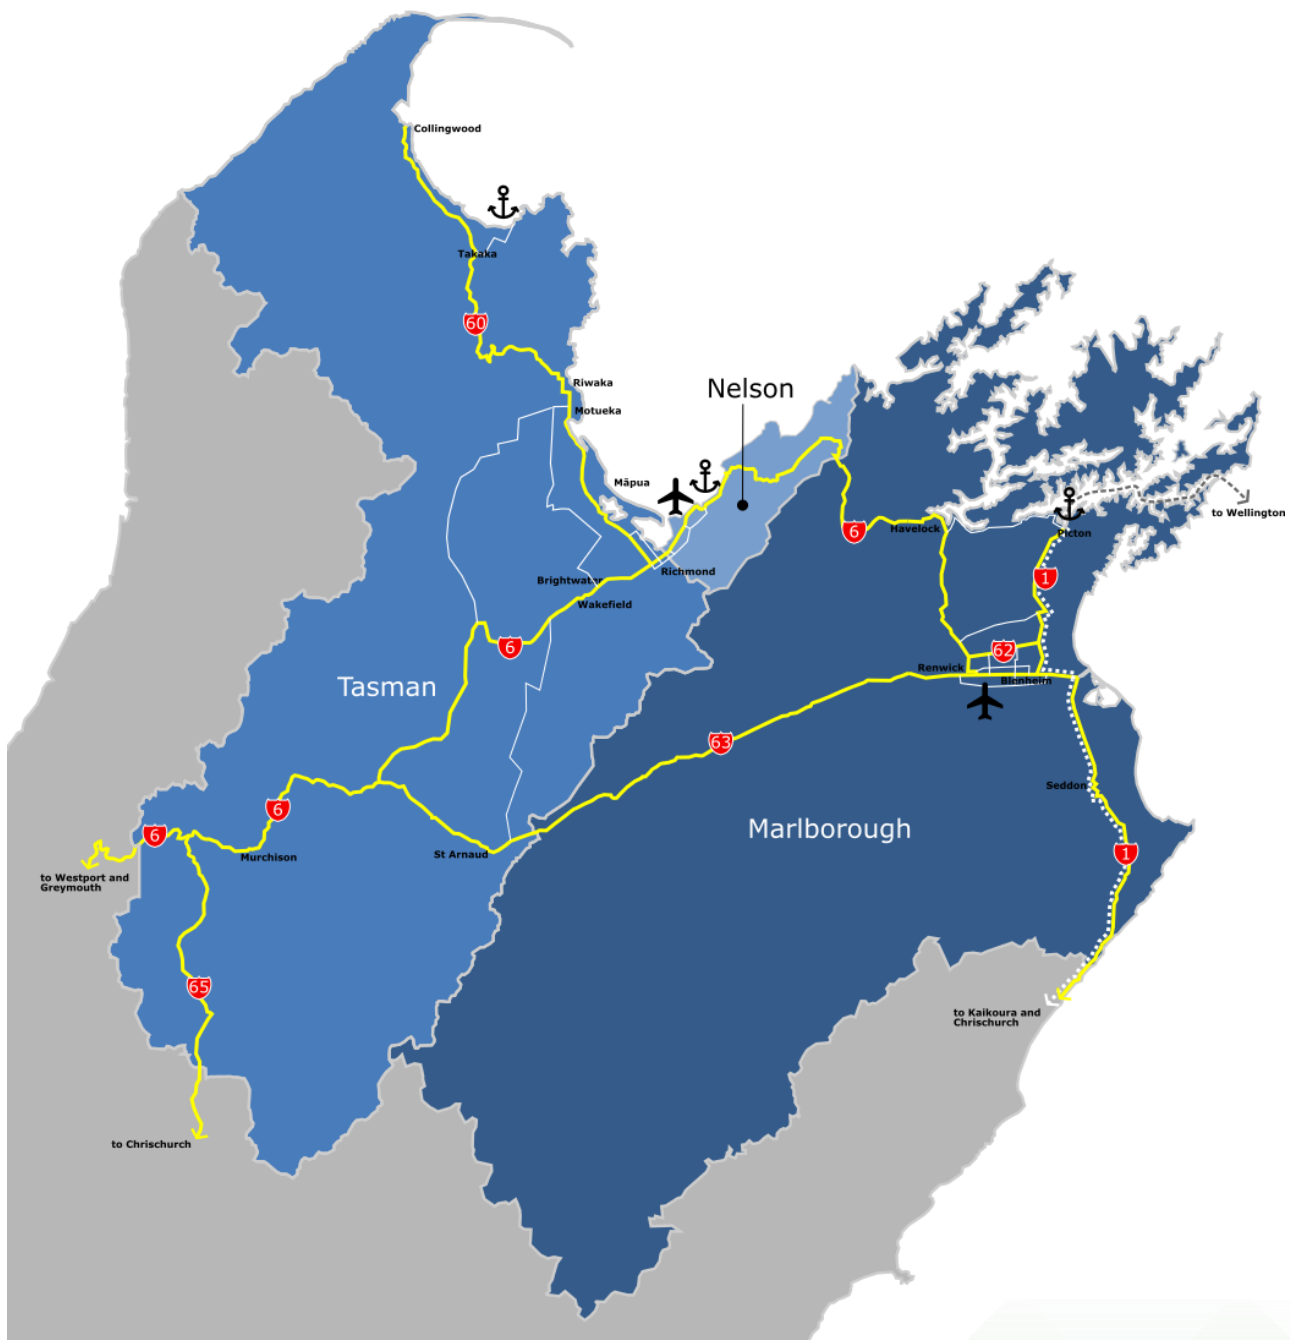 Collingwood
Takaka
60
Riwaka
Nelson
Motueka
Māpua
to Wellington
6
Havelock
Picton
Richmond
1
Brightwater
Wakefield
6
62
Renwick
Blenheim
Tasman
63
Seddon
6
Marlborough
6
1
St Arnaud
Murchison
to Westport and
Greymouth
65
to Kaikoura and
Chrischurch
to Chrischurch